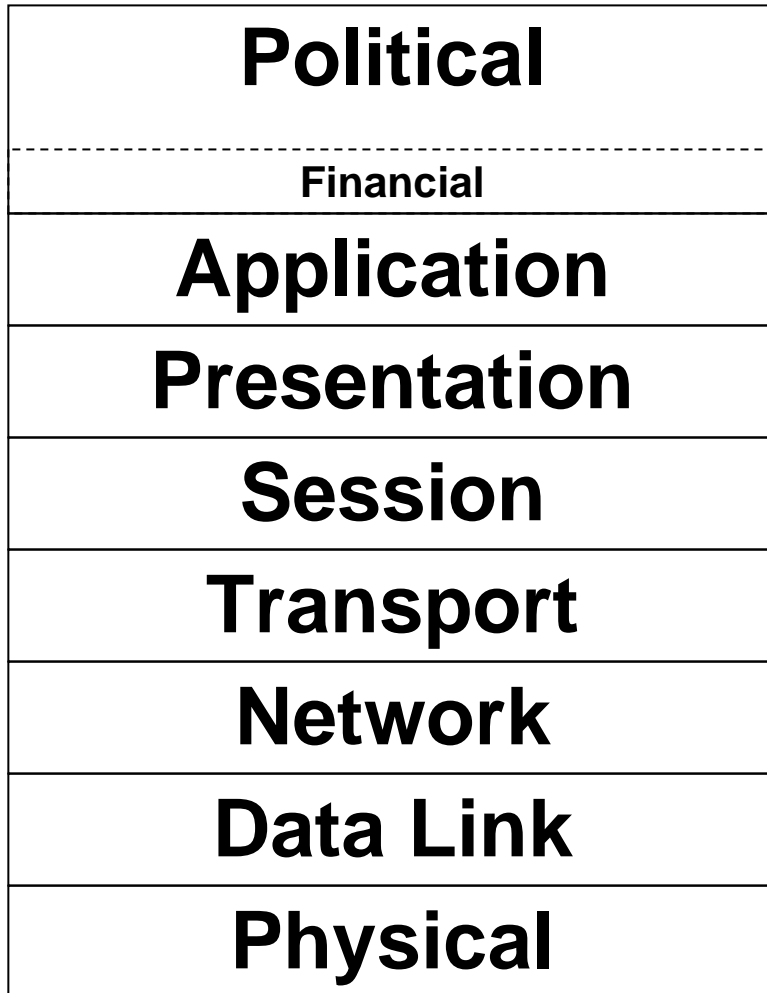 Political
Financial
Application
Presentation
Session
Transport
Network
Data Link
Physical